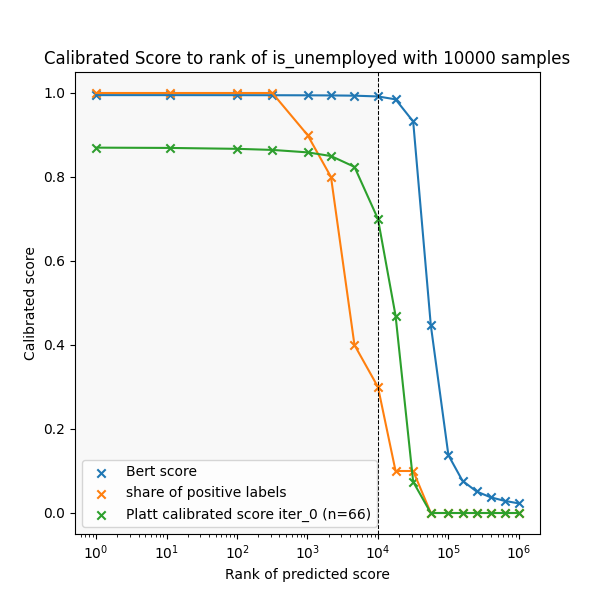 Calibrated Score to rank of is_unemployed with 10000 samples
Calibrated score
1.0
0.8
0.6
0.4
0.2
0.0
Bert score
share of positive labels
Platt calibrated score iter_0 (n=66)
10⁰
10¹
10²
10³
10⁴
10⁵
10⁶
Rank of predicted score